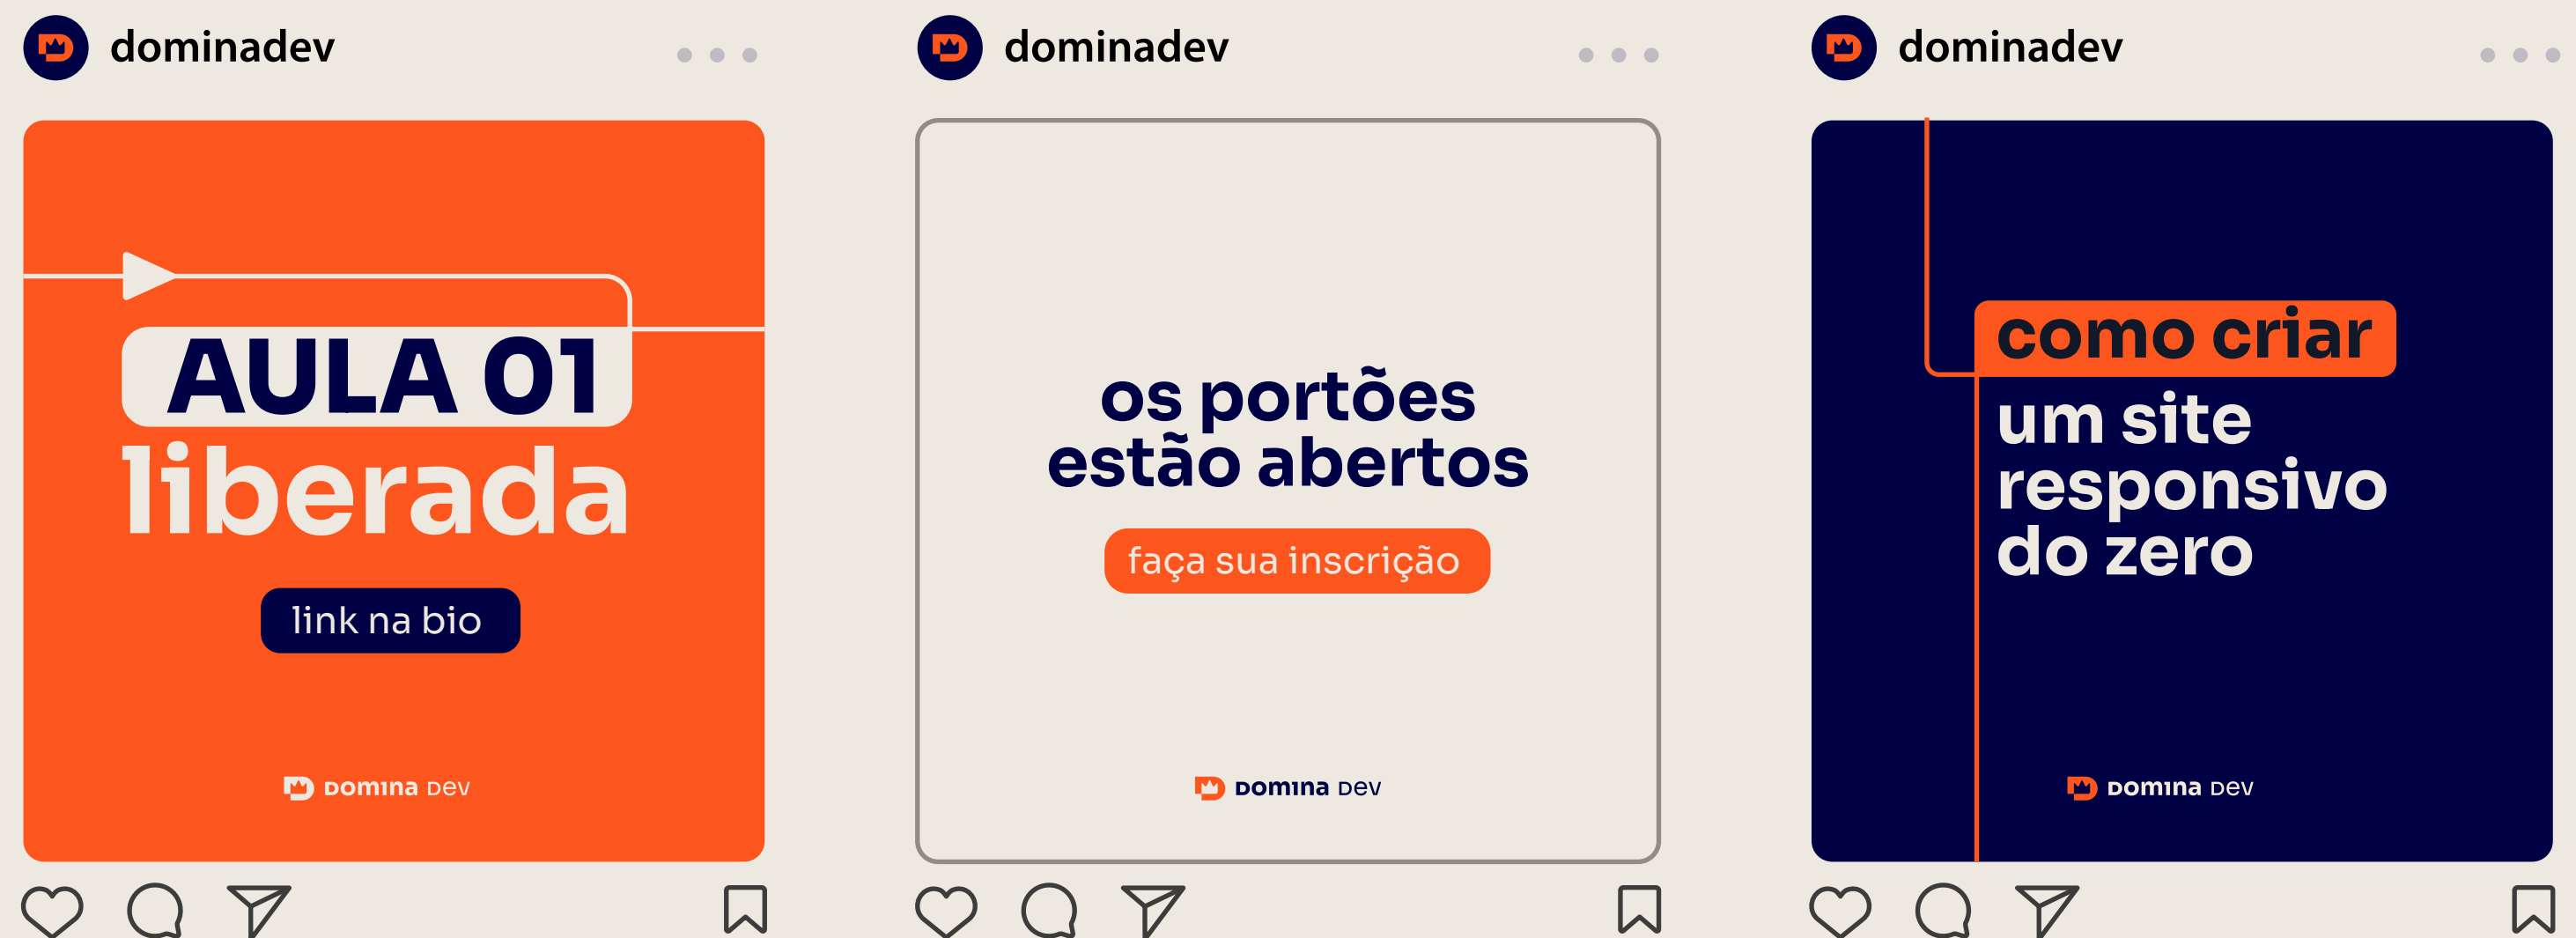 dominadev
AULA 01
liberada
link na bio
DOMINA DEV
dominadev
os portões
estão abertos
faça sua inscrição
DOMINA DEV
dominadev
como criar
um site
responsivo
do zero
DOMINA DEV